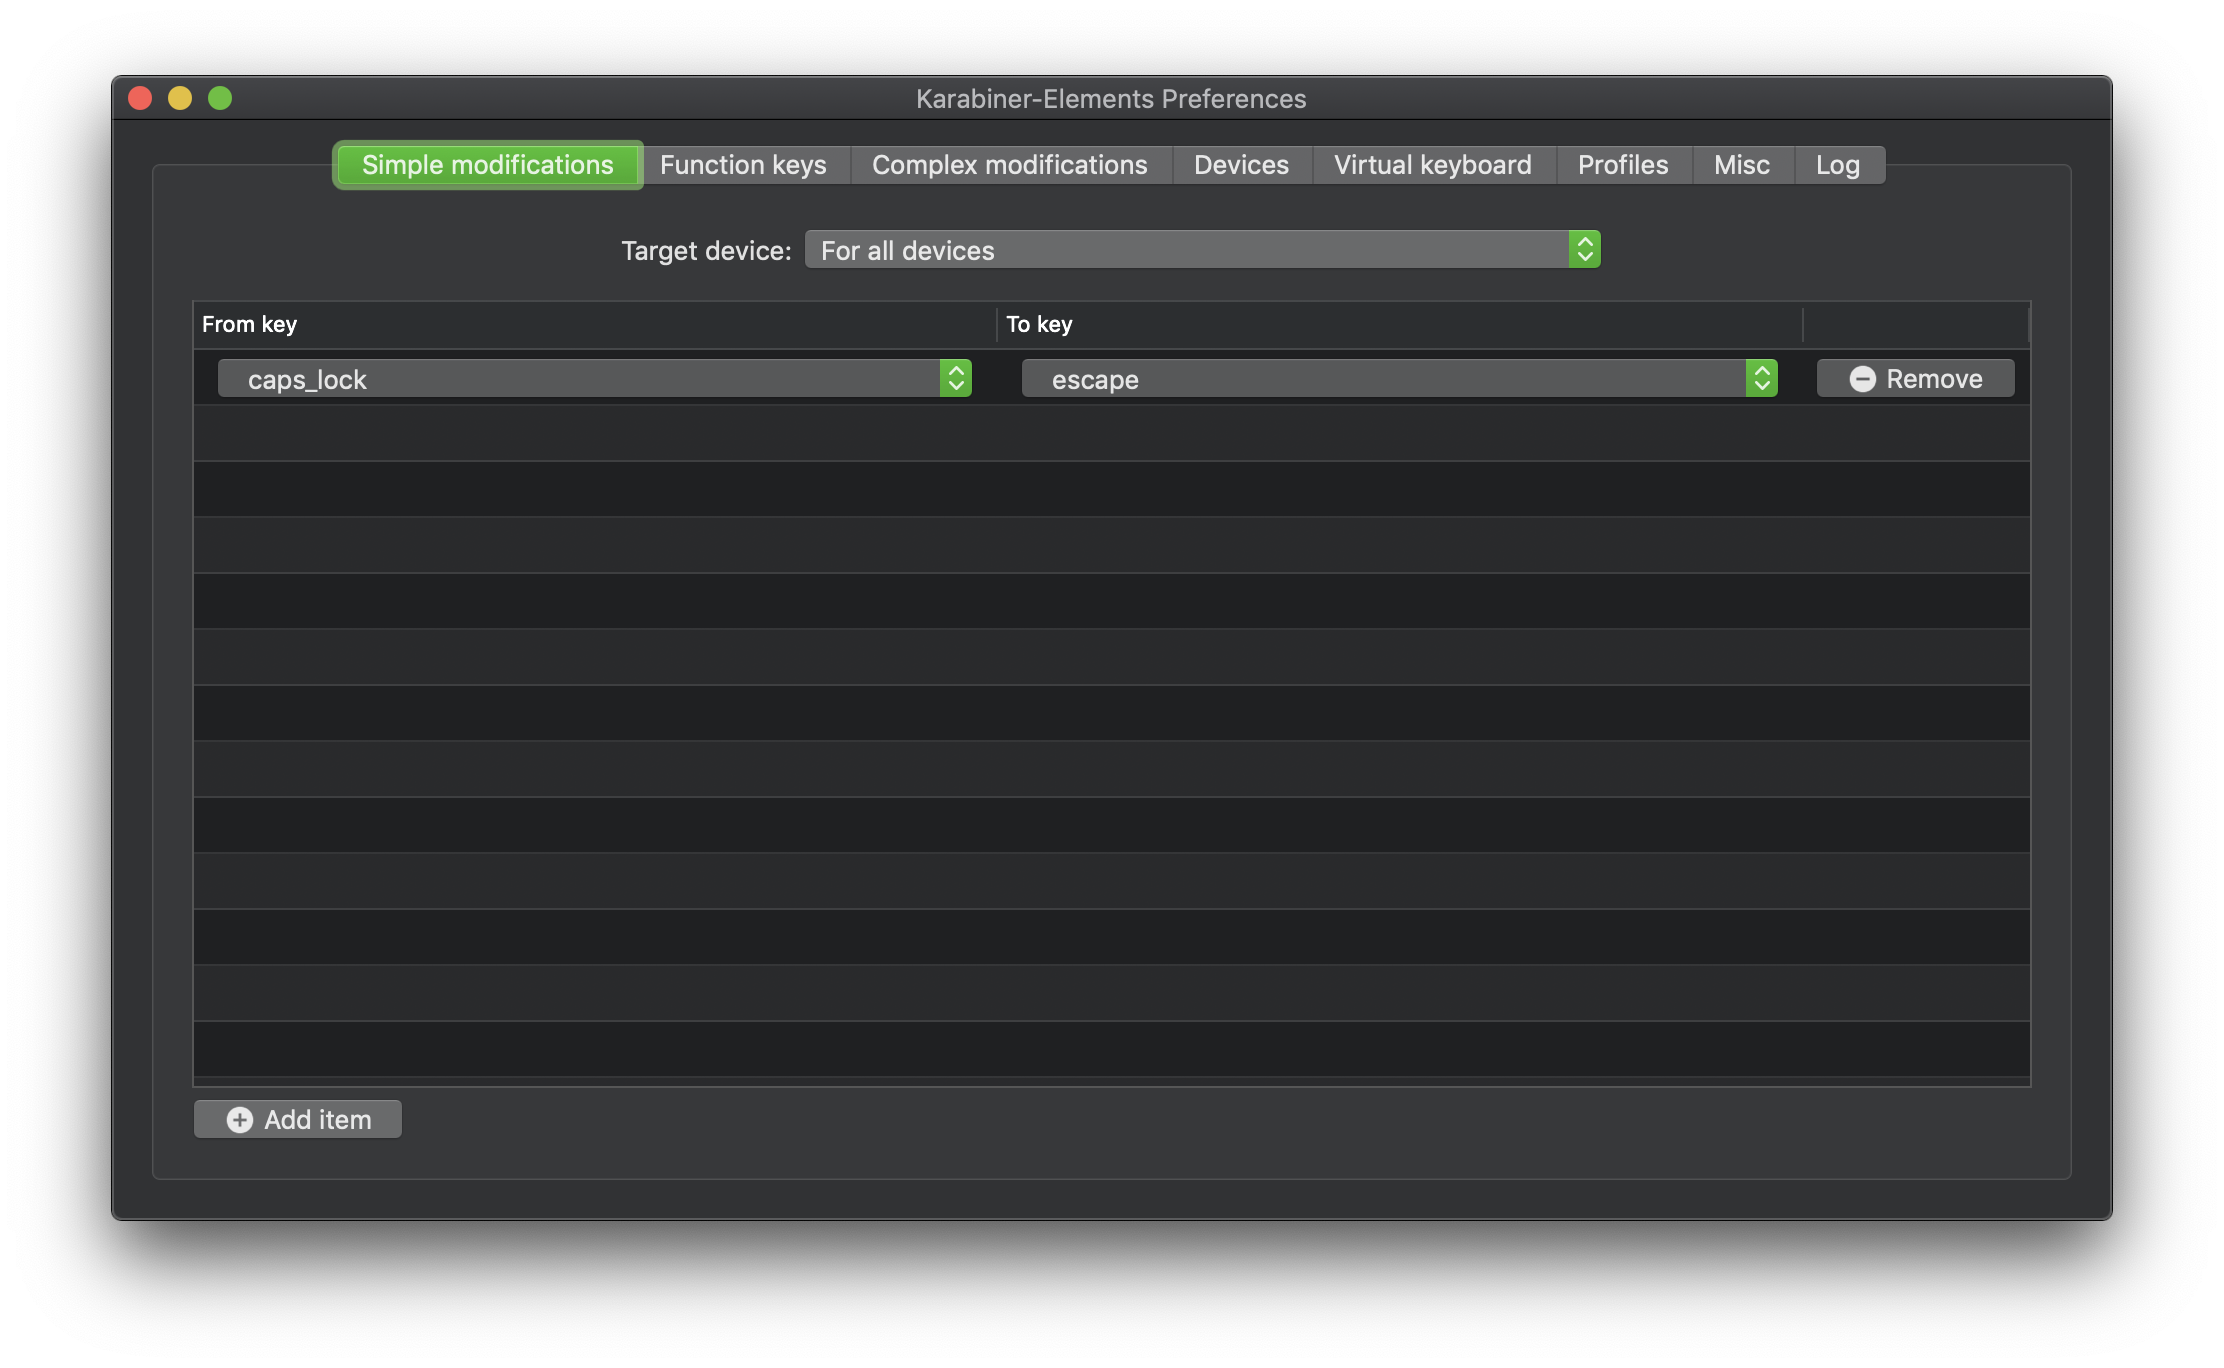 Karabiner-Elements Preferences
Simple modifications Function keys Complex modifications Devices Virtual keyboard Profiles Misc Log
Target device: For all devices
From key To key
caps_lock escape Remove
Add item